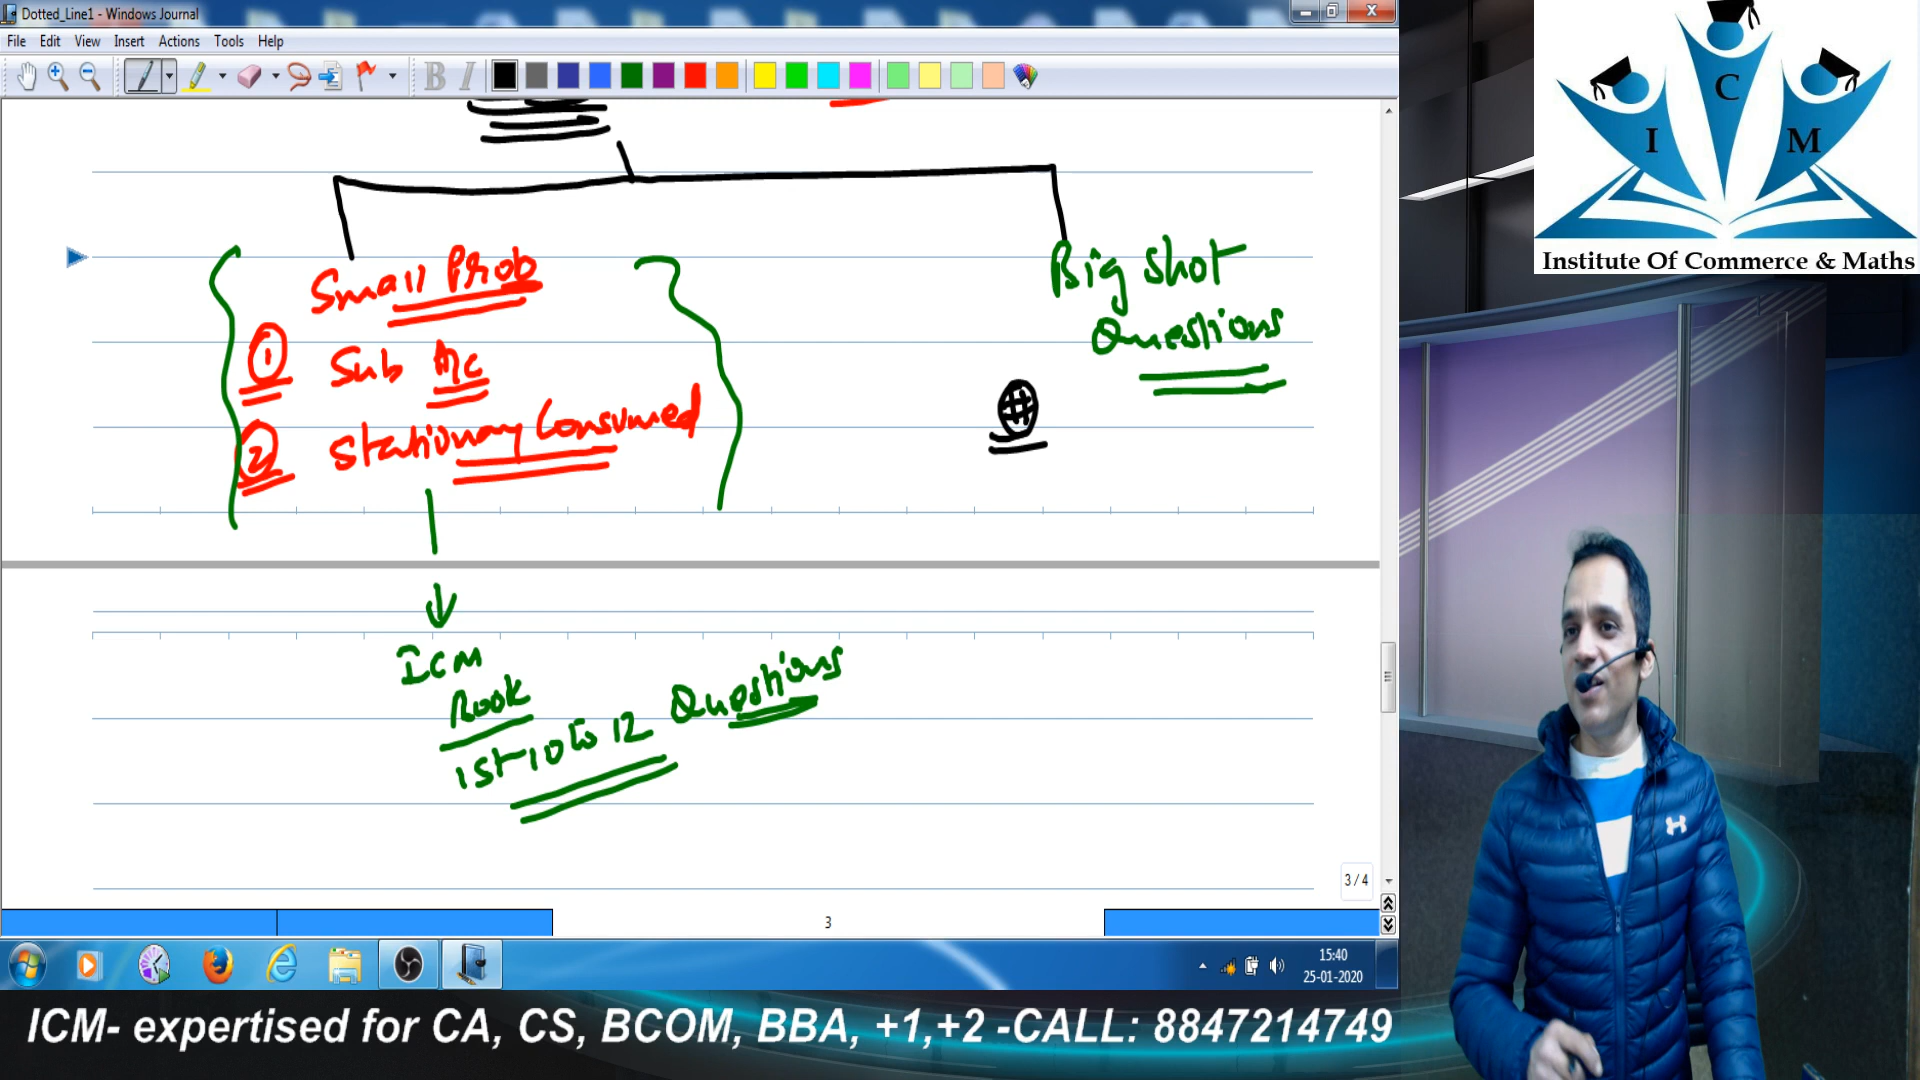 Dotted_Line1 - Windows Journal
File Edit View Insert Actions Tools Help
B I
Small Prob
1 Sub A/c
2 Stationary Consumed
Big Shot
Questions
#
ICM
Book
1st 10 to 12 Questions
3 / 4
3
15:40
25-01-2020
I C M
Institute Of Commerce & Maths
ICM- expertised for CA, CS, BCOM, BBA, +1,+2 -CALL: 8847214749